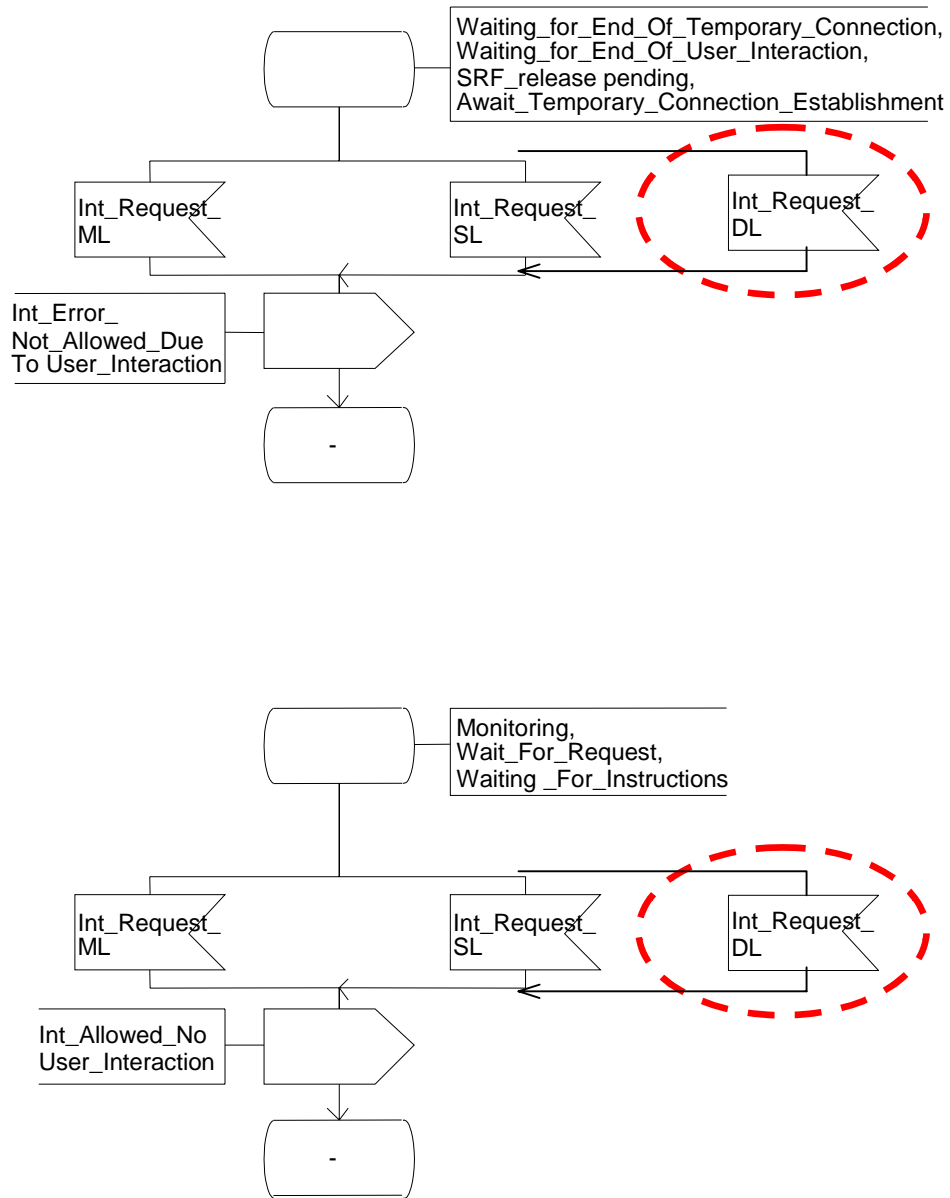 Waiting_for_End_Of_Temporary_Connection,
Waiting_for_End_Of_User_Interaction,
SRF_release pending,
Await_Temporary_Connection_Establishment
Int_Request_
ML
Int_Request_
SL
Int_Request_
DL
Int_Error_
Not_Allowed_Due
To User_Interaction
-
Monitoring,
Wait_For_Request,
Waiting _For_Instructions
Int_Request_
ML
Int_Request_
SL
Int_Request_
DL
Int_Allowed_No
User_Interaction
-